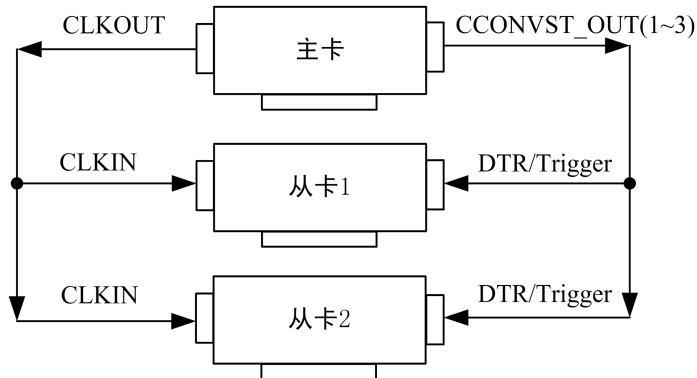 CLKOUT 主卡 CCONVST_OUT(1~3)
CLKIN 从卡1 DTR/Trigger
CLKIN 从卡2 DTR/Trigger